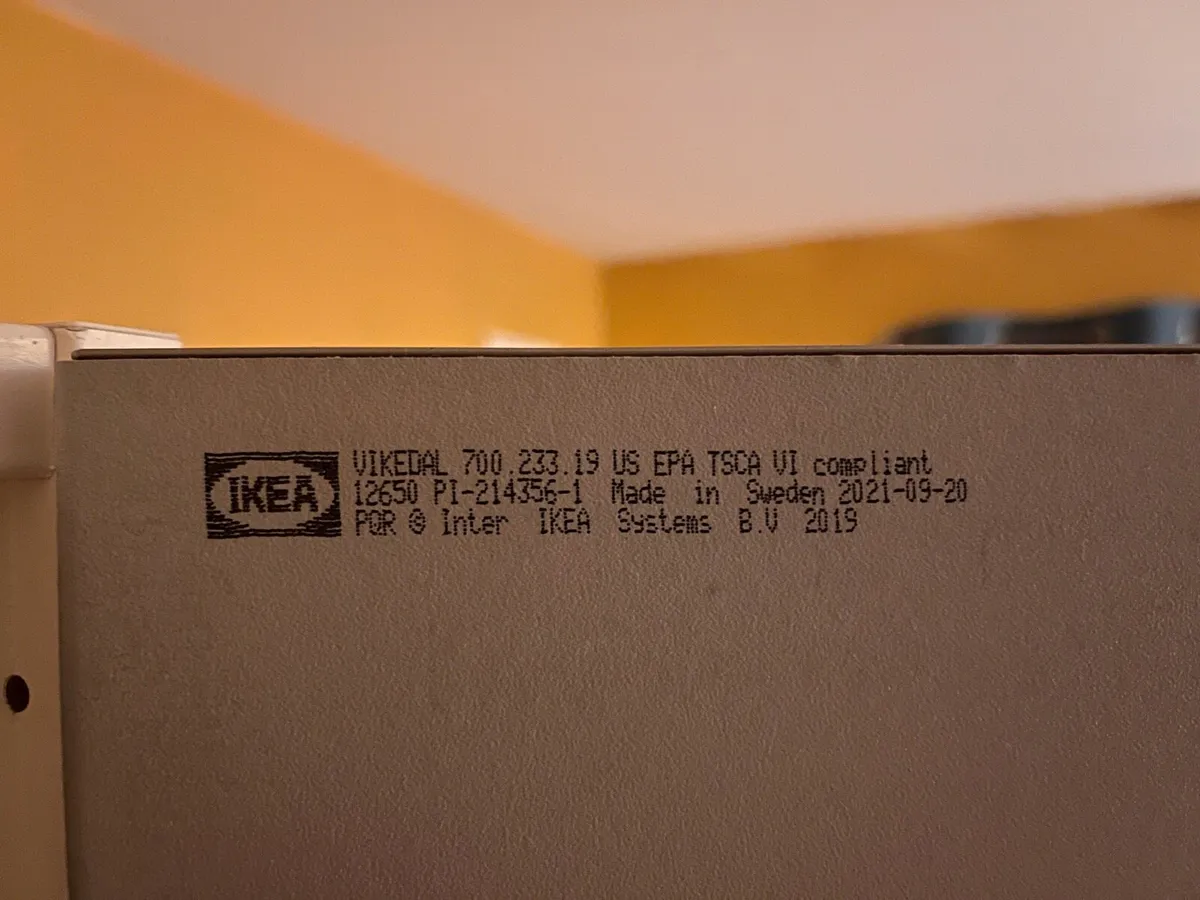 IKEA
VIKEDAL 700.233.19 US EPA TSCA VI compliant
12650 PI-214356-1 Made in Sweden 2021-09-20
PQR © Inter IKEA Systems B.V 2019